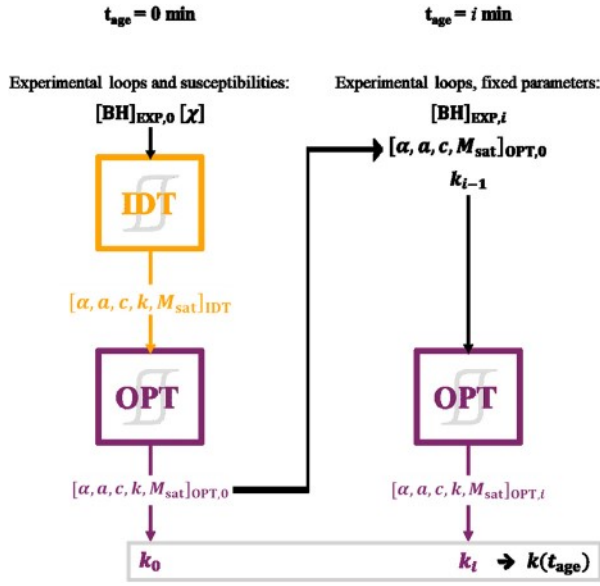 t_age = 0 min
t_age = i min
Experimental loops and susceptibilities:
Experimental loops, fixed parameters:
[BH]_EXP,0 [χ]
[BH]_EXP,i
[α, a, c, M_sat]_OPT,0
k_i−1
IDT
[α, a, c, k, M_sat]_IDT
OPT
OPT
[α, a, c, k, M_sat]_OPT,0
[α, a, c, k, M_sat]_OPT,i
k_0
k_i → k(t_age)